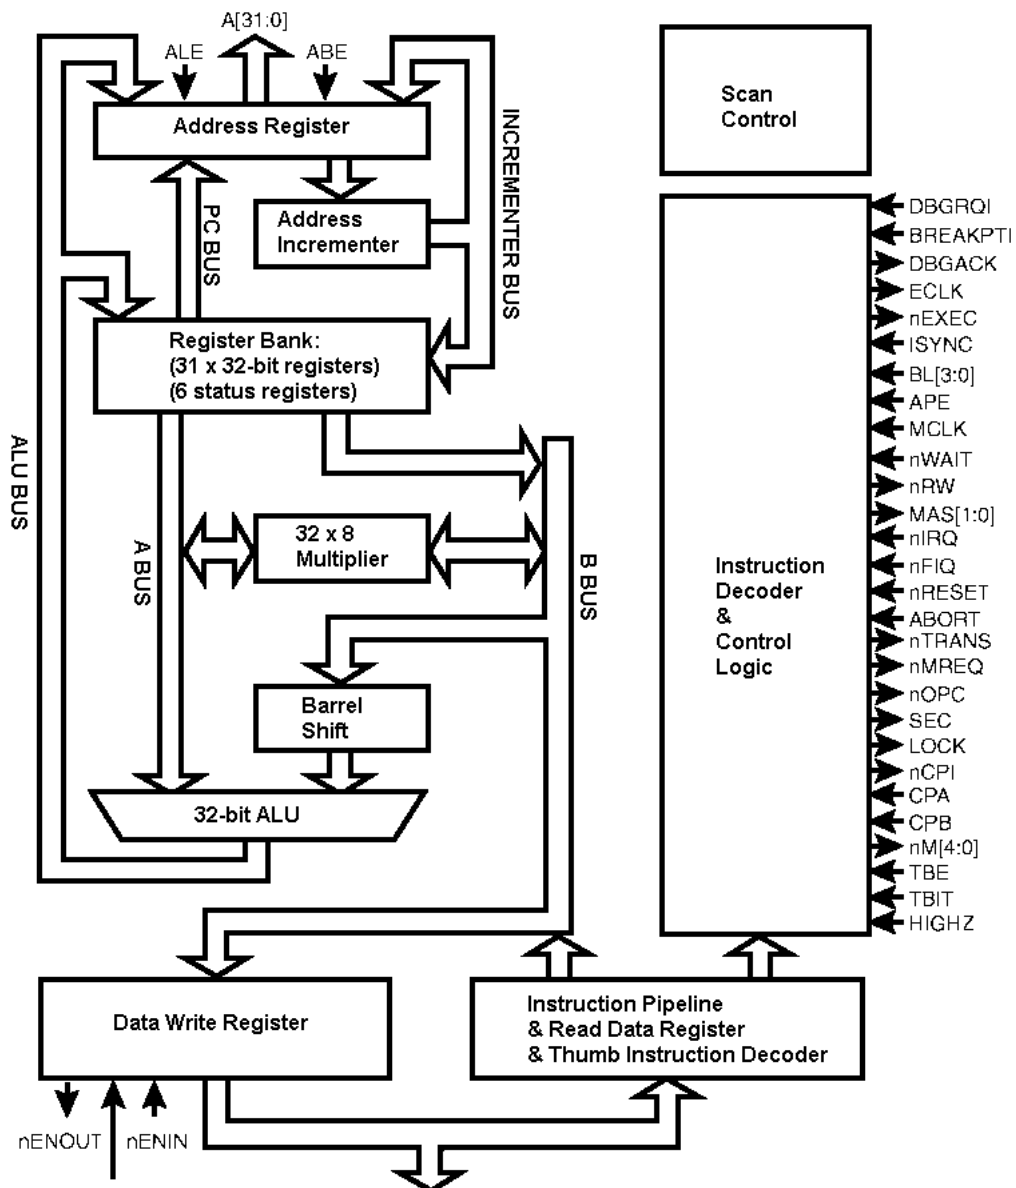 A[31:0]
ALE
ABE
Address Register
Scan
Control
INCREMENTER BUS
PC BUS
Address
Incrementer
DBGRQI
BREAKPTI
DBGACK
ECLK
nEXEC
ISYNC
BL[3:0]
APE
MCLK
nWAIT
nRW
MAS[1:0]
nIRQ
nFIQ
nRESET
ABORT
nTRANS
nMREQ
nOPC
SEC
LOCK
nCPI
CPA
CPB
nM[4:0]
TBE
TBIT
HIGHZ
Register Bank:
(31 x 32-bit registers)
(6 status registers)
ALU BUS
A BUS
32 x 8
Multiplier
B BUS
Instruction
Decoder
&
Control
Logic
Barrel
Shift
32-bit ALU
Data Write Register
Instruction Pipeline
& Read Data Register
& Thumb Instruction Decoder
nENOUT
nENIN